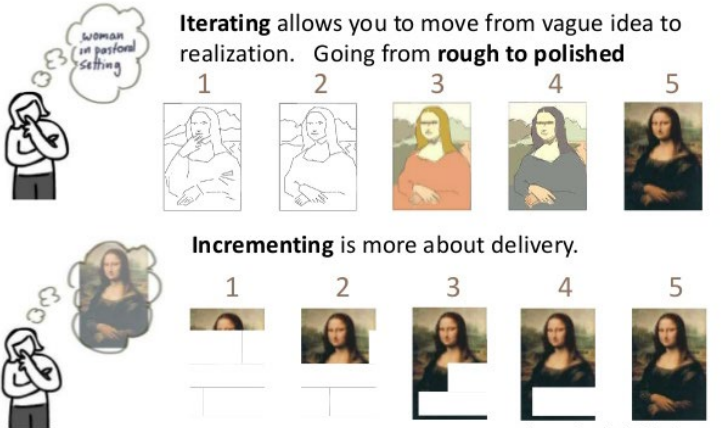 woman
in pastoral
setting
Iterating allows you to move from vague idea to
realization. Going from rough to polished
1 2 3 4 5
Incrementing is more about delivery.
1 2 3 4 5